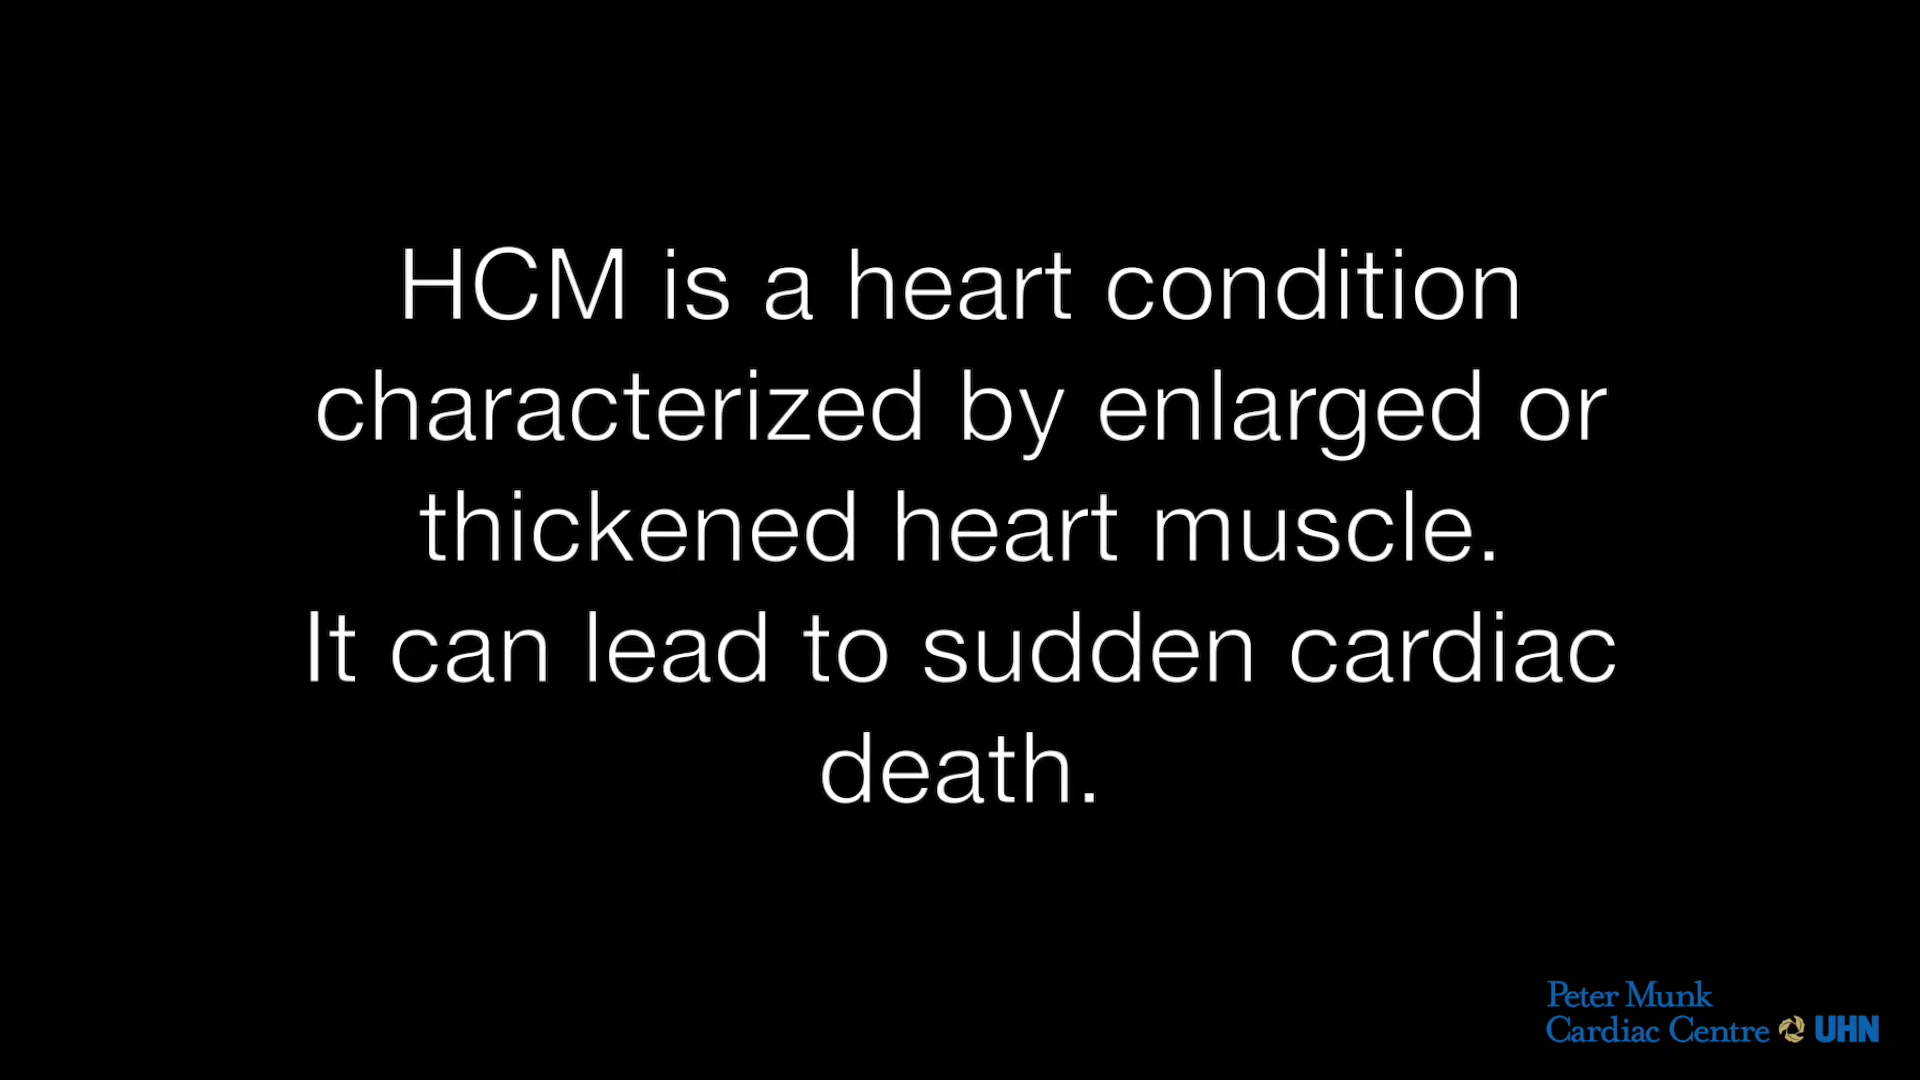 HCM is a heart condition
characterized by enlarged or
thickened heart muscle.
It can lead to sudden cardiac
death.
Peter Munk
Cardiac Centre UHN